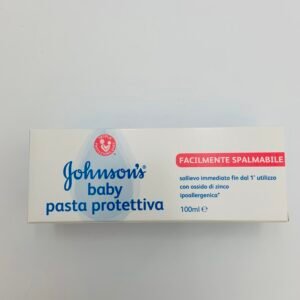 Johnson's
baby
pasta protettiva
FACILMENTE SPALMABILE
sollievo immediato fin dal 1° utilizzo
con ossido di zinco
ipoallergenica*
100ml ℮